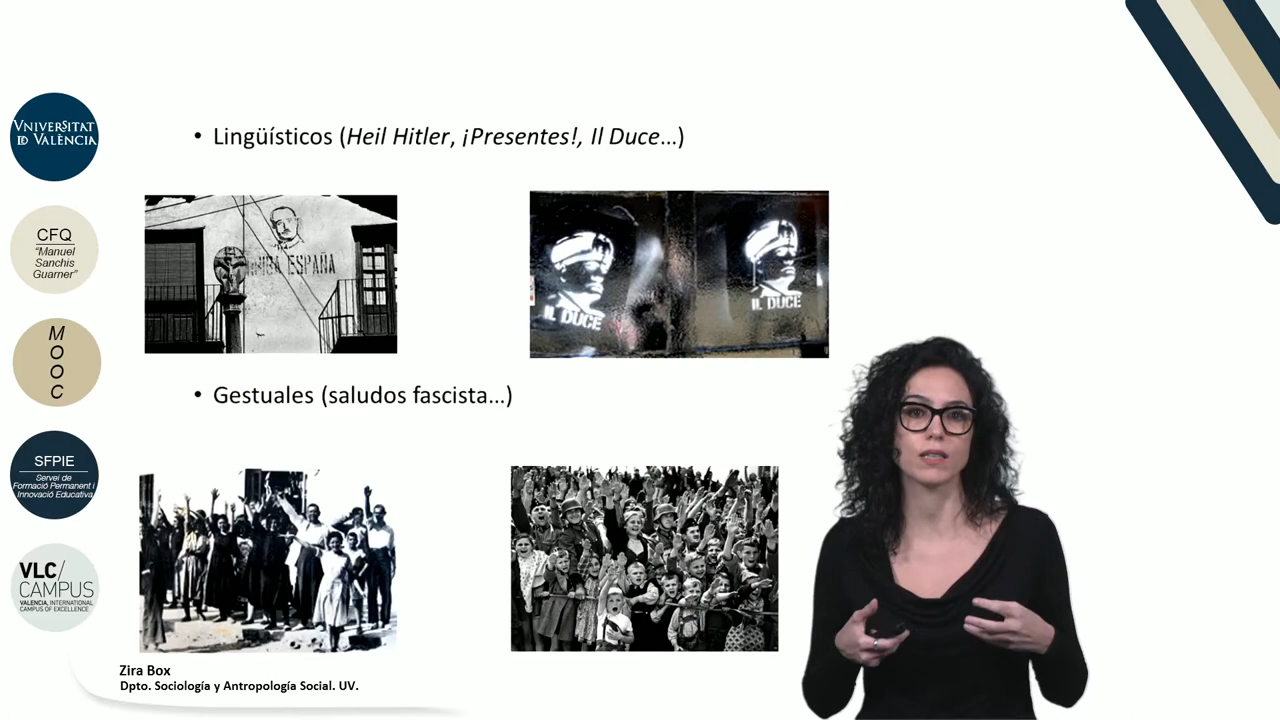 VNIVERSITAT
ID VALÈNCIA
CFQ
"Manuel
Sanchis
Guarner"
M
O
O
C
SFPIE
Servei de
Formació Permanent i
Innovació Educativa
VLC/
CAMPUS
VALENCIA, INTERNATIONAL
CAMPUS OF EXCELLENCE
• Lingüísticos (Heil Hitler, ¡Presentes!, Il Duce...)
ESPAÑA
IL DUCE
IL DUCE
• Gestuales (saludos fascista...)
Zira Box
Dpto. Sociología y Antropología Social. UV.